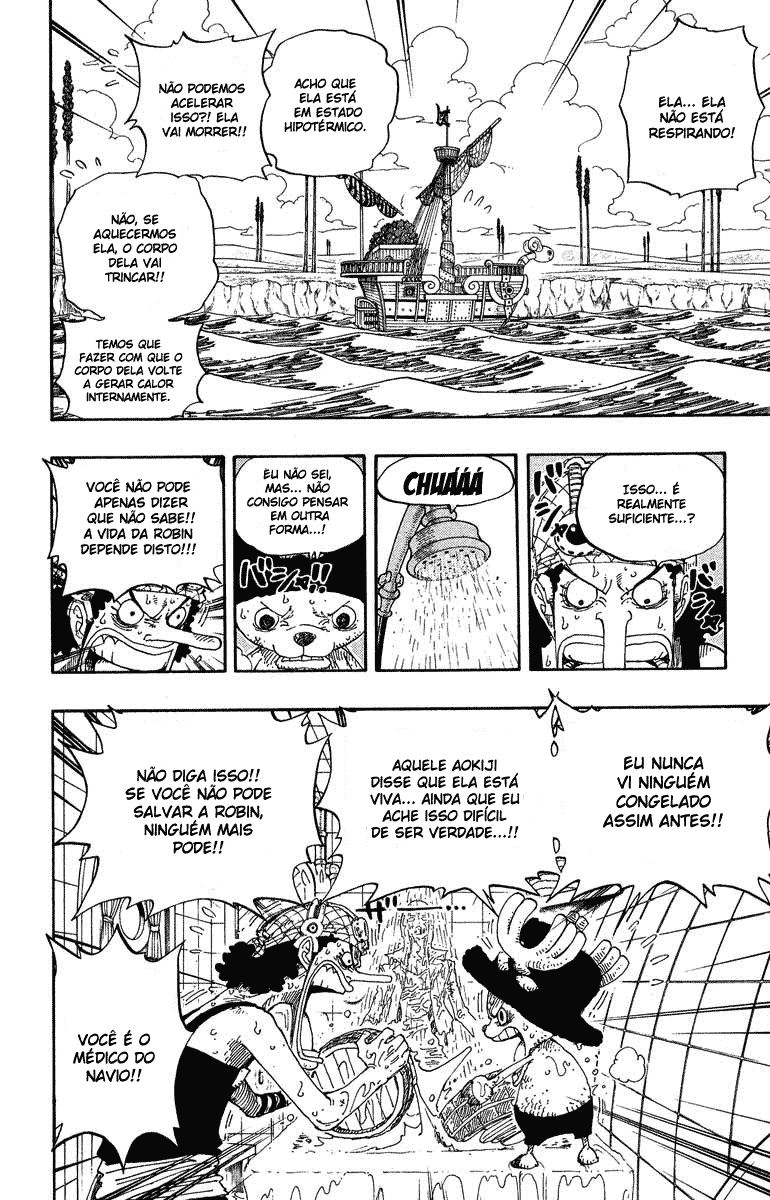 ELA... ELA
NÃO ESTÁ
RESPIRANDO!
ACHO QUE
ELA ESTÁ
EM ESTADO
HIPOTÉRMICO.
NÃO PODEMOS
ACELERAR
ISSO?! ELA
VAI MORRER!!
NÃO, SE
AQUECERMOS
ELA, O CORPO
DELA VAI
TRINCAR!!
TEMOS QUE
FAZER COM QUE O
CORPO DELA VOLTE
A GERAR CALOR
INTERNAMENTE.
ISSO... É
REALMENTE
SUFICIENTE...?
CHUÁÁÁ
EU NÃO SEI,
MAS... NÃO
CONSIGO PENSAR
EM OUTRA
FORMA...!
バシャ!!
VOCÊ NÃO PODE
APENAS DIZER
QUE NÃO SABE!!
A VIDA DA ROBIN
DEPENDE DISTO!!!
EU NUNCA
VI NINGUÉM
CONGELADO
ASSIM ANTES!!
AQUELE AOKIJI
DISSE QUE ELA ESTÁ
VIVA... AINDA QUE EU
ACHE ISSO DIFÍCIL
DE SER VERDADE...!!
NÃO DIGA ISSO!!
SE VOCÊ NÃO PODE
SALVAR A ROBIN,
NINGUÉM MAIS
PODE!!
ザ――...
VOCÊ É O
MÉDICO DO
NAVIO!!